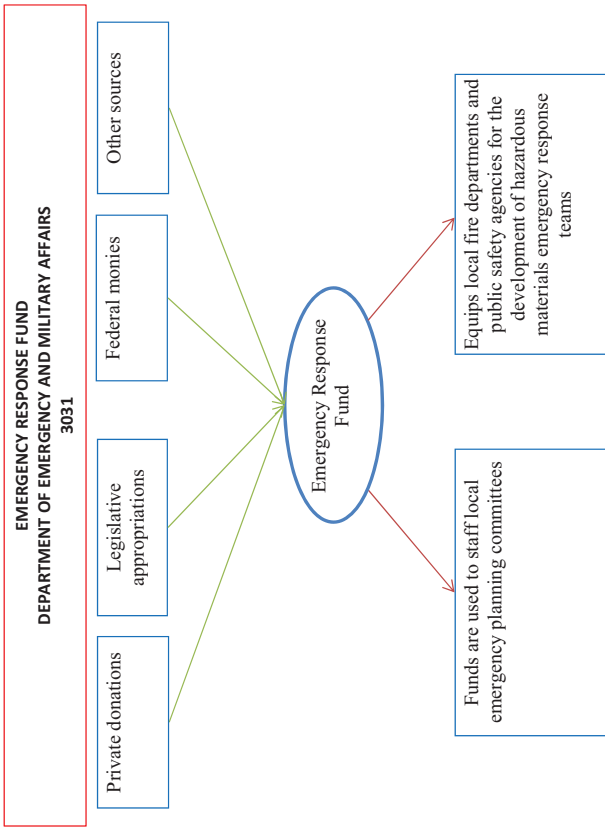 EMERGENCY RESPONSE FUND
DEPARTMENT OF EMERGENCY AND MILITARY AFFAIRS
3031
Private donations
Legislative
appropriations
Federal monies
Other sources
Emergency Response
Fund
Funds are used to staff local
emergency planning committees
Equips local fire departments and
public safety agencies for the
development of hazardous
materials emergency response
teams